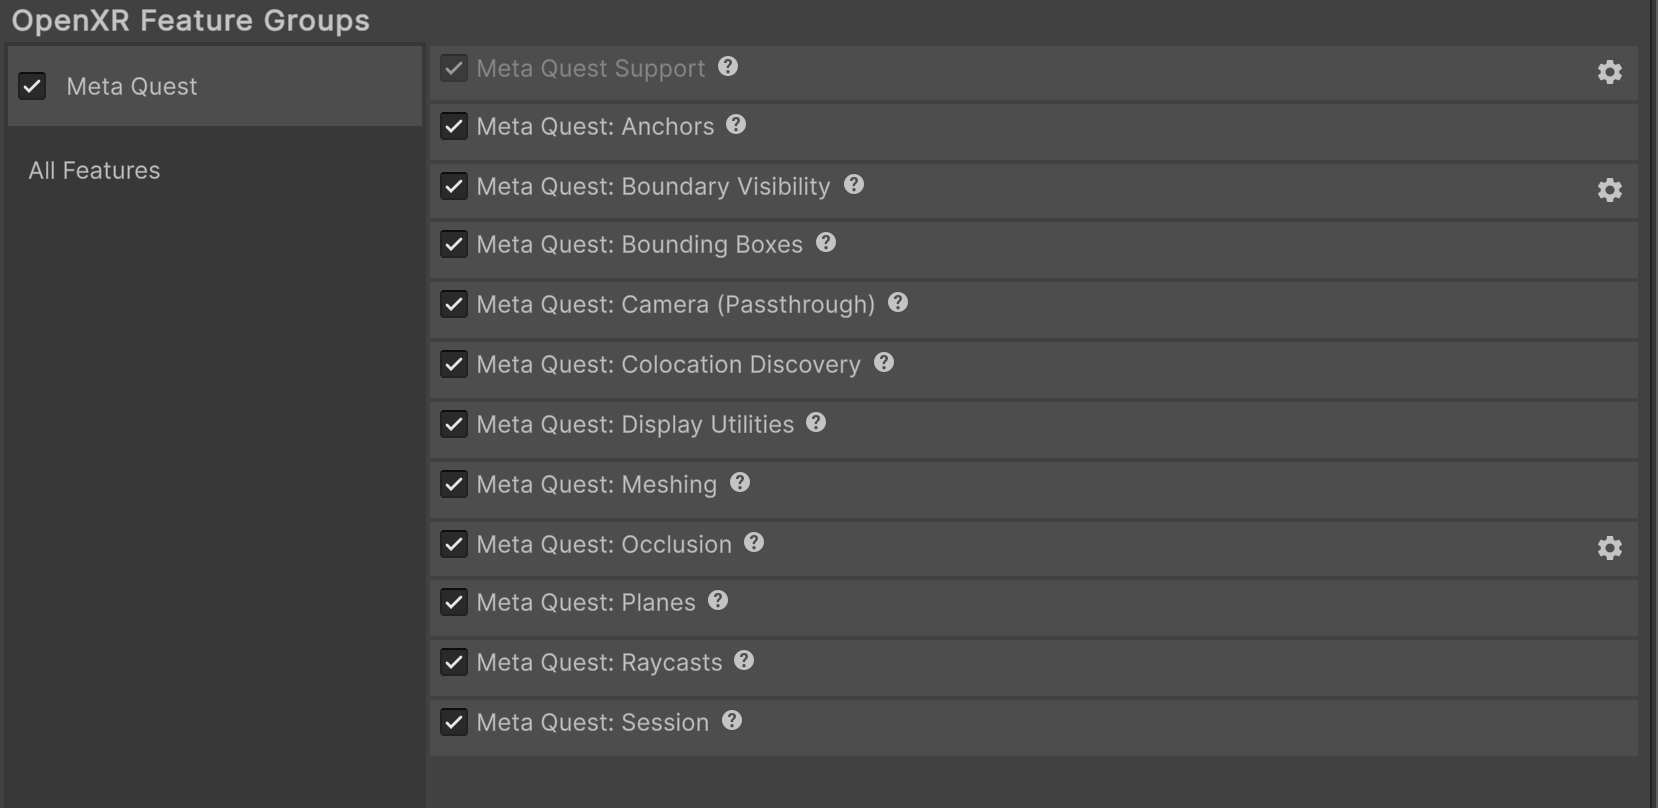 OpenXR Feature Groups
Meta Quest
All Features
Meta Quest Support
Meta Quest: Anchors
Meta Quest: Boundary Visibility
Meta Quest: Bounding Boxes
Meta Quest: Camera (Passthrough)
Meta Quest: Colocation Discovery
Meta Quest: Display Utilities
Meta Quest: Meshing
Meta Quest: Occlusion
Meta Quest: Planes
Meta Quest: Raycasts
Meta Quest: Session